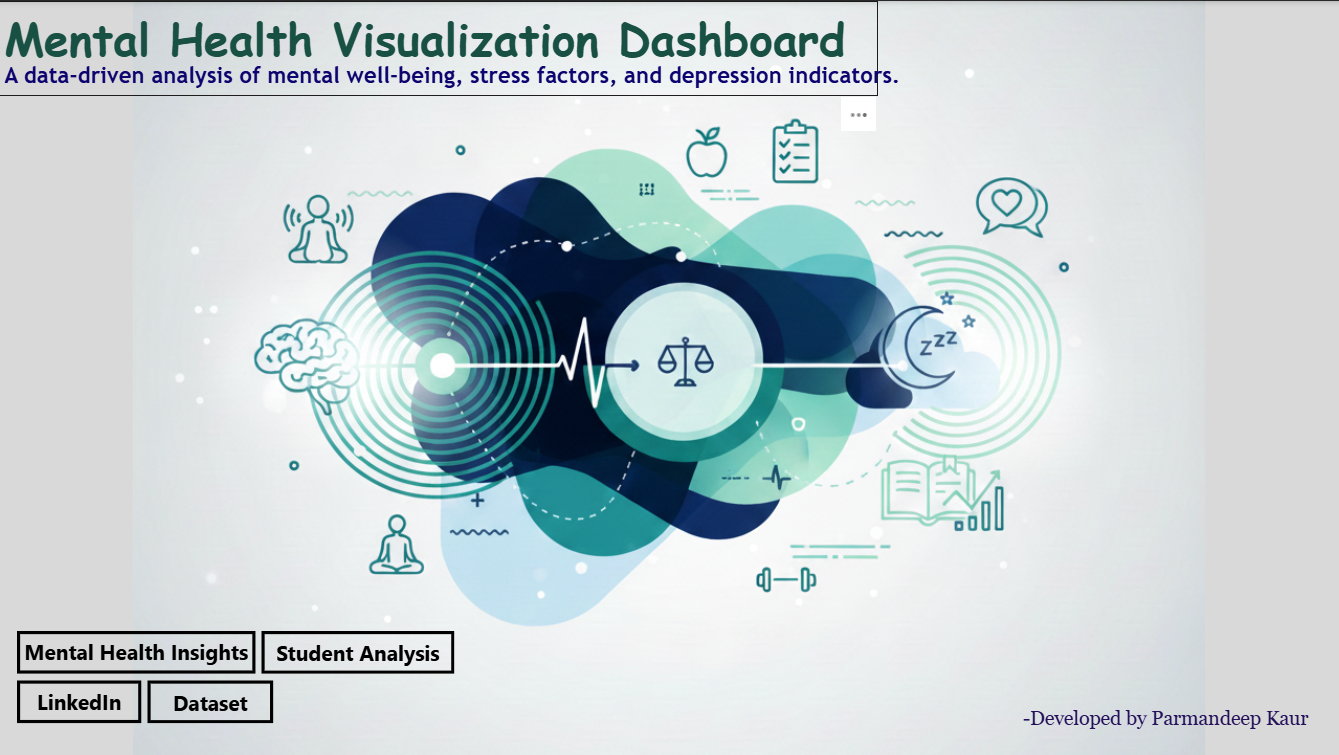 Mental Health Visualization Dashboard
A data-driven analysis of mental well-being, stress factors, and depression indicators.
z z z
Mental Health Insights
Student Analysis
LinkedIn
Dataset
-Developed by Parmandeep Kaur